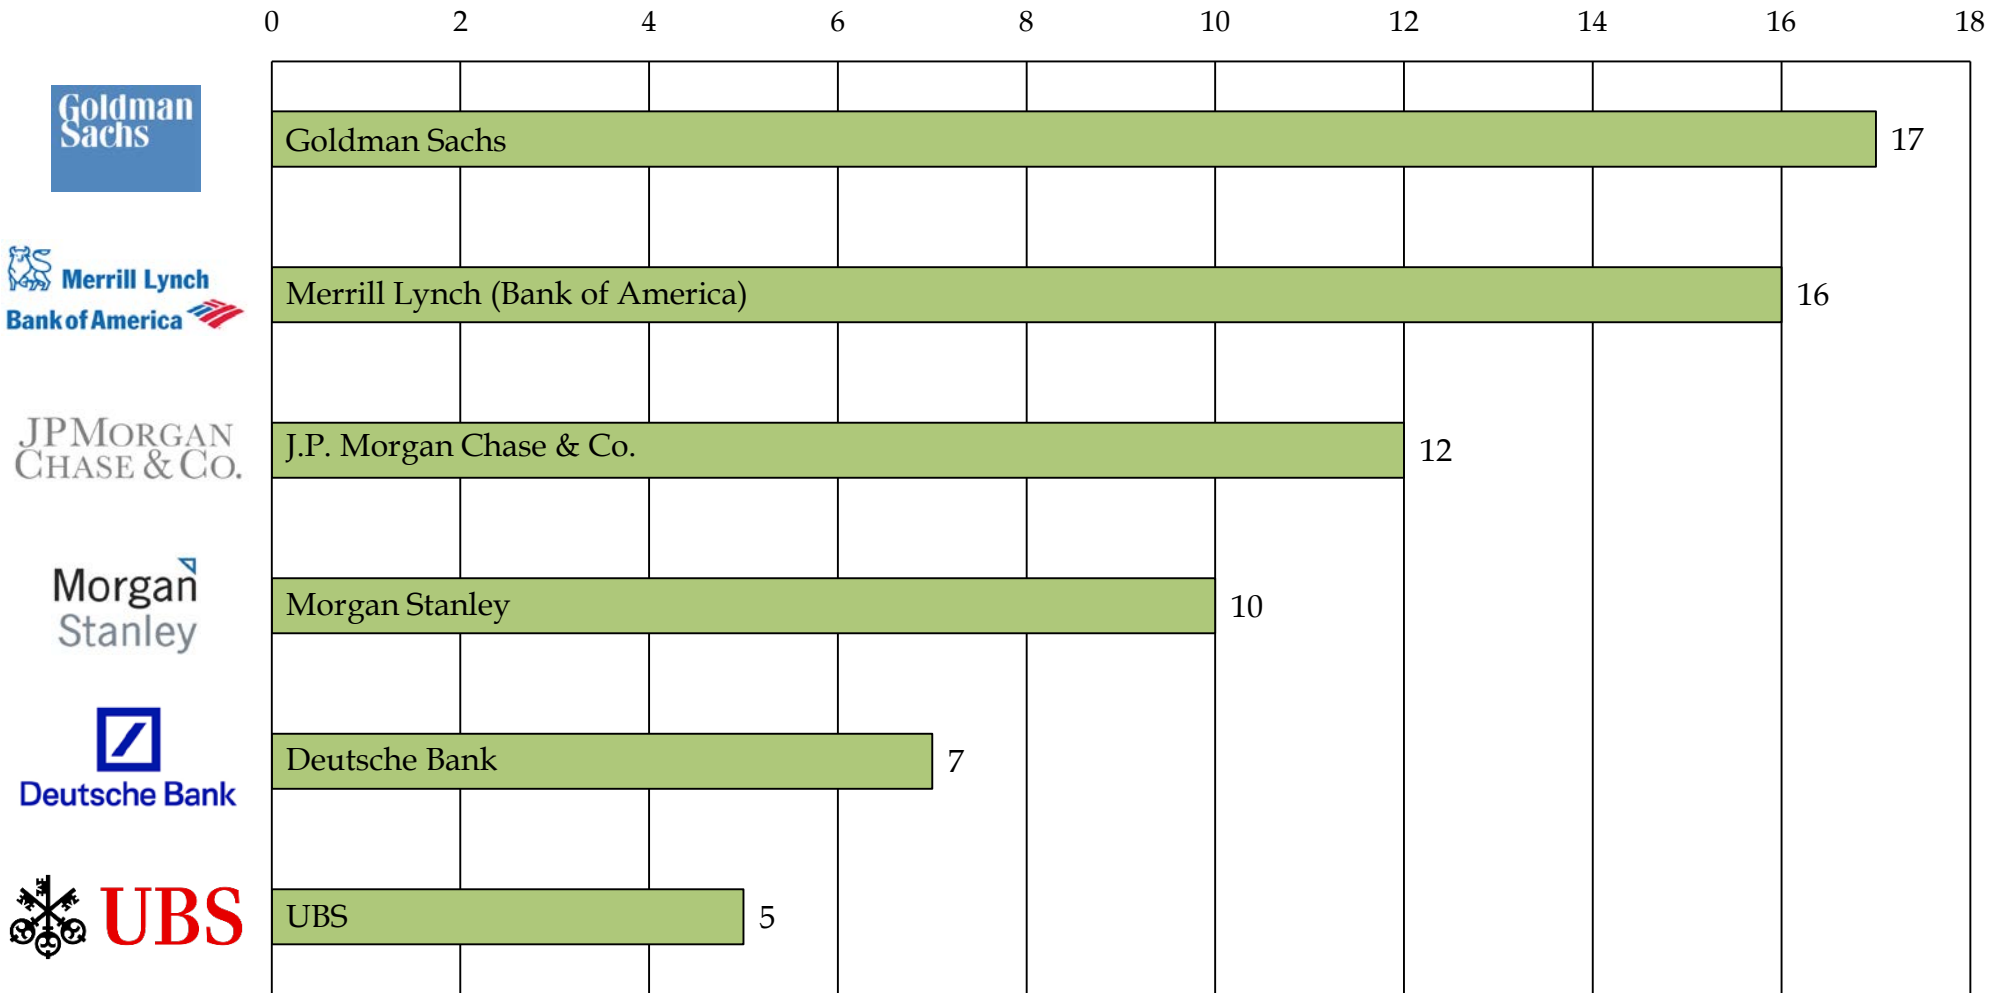 0 2 4 6 8 10 12 14 16 18
Goldman
Sachs
Goldman Sachs 17
Merrill Lynch
Bank of America
Merrill Lynch (Bank of America) 16
JPMORGAN
CHASE & CO.
J.P. Morgan Chase & Co. 12
Morgan
Stanley
Morgan Stanley 10
Deutsche Bank
Deutsche Bank 7
UBS
UBS 5